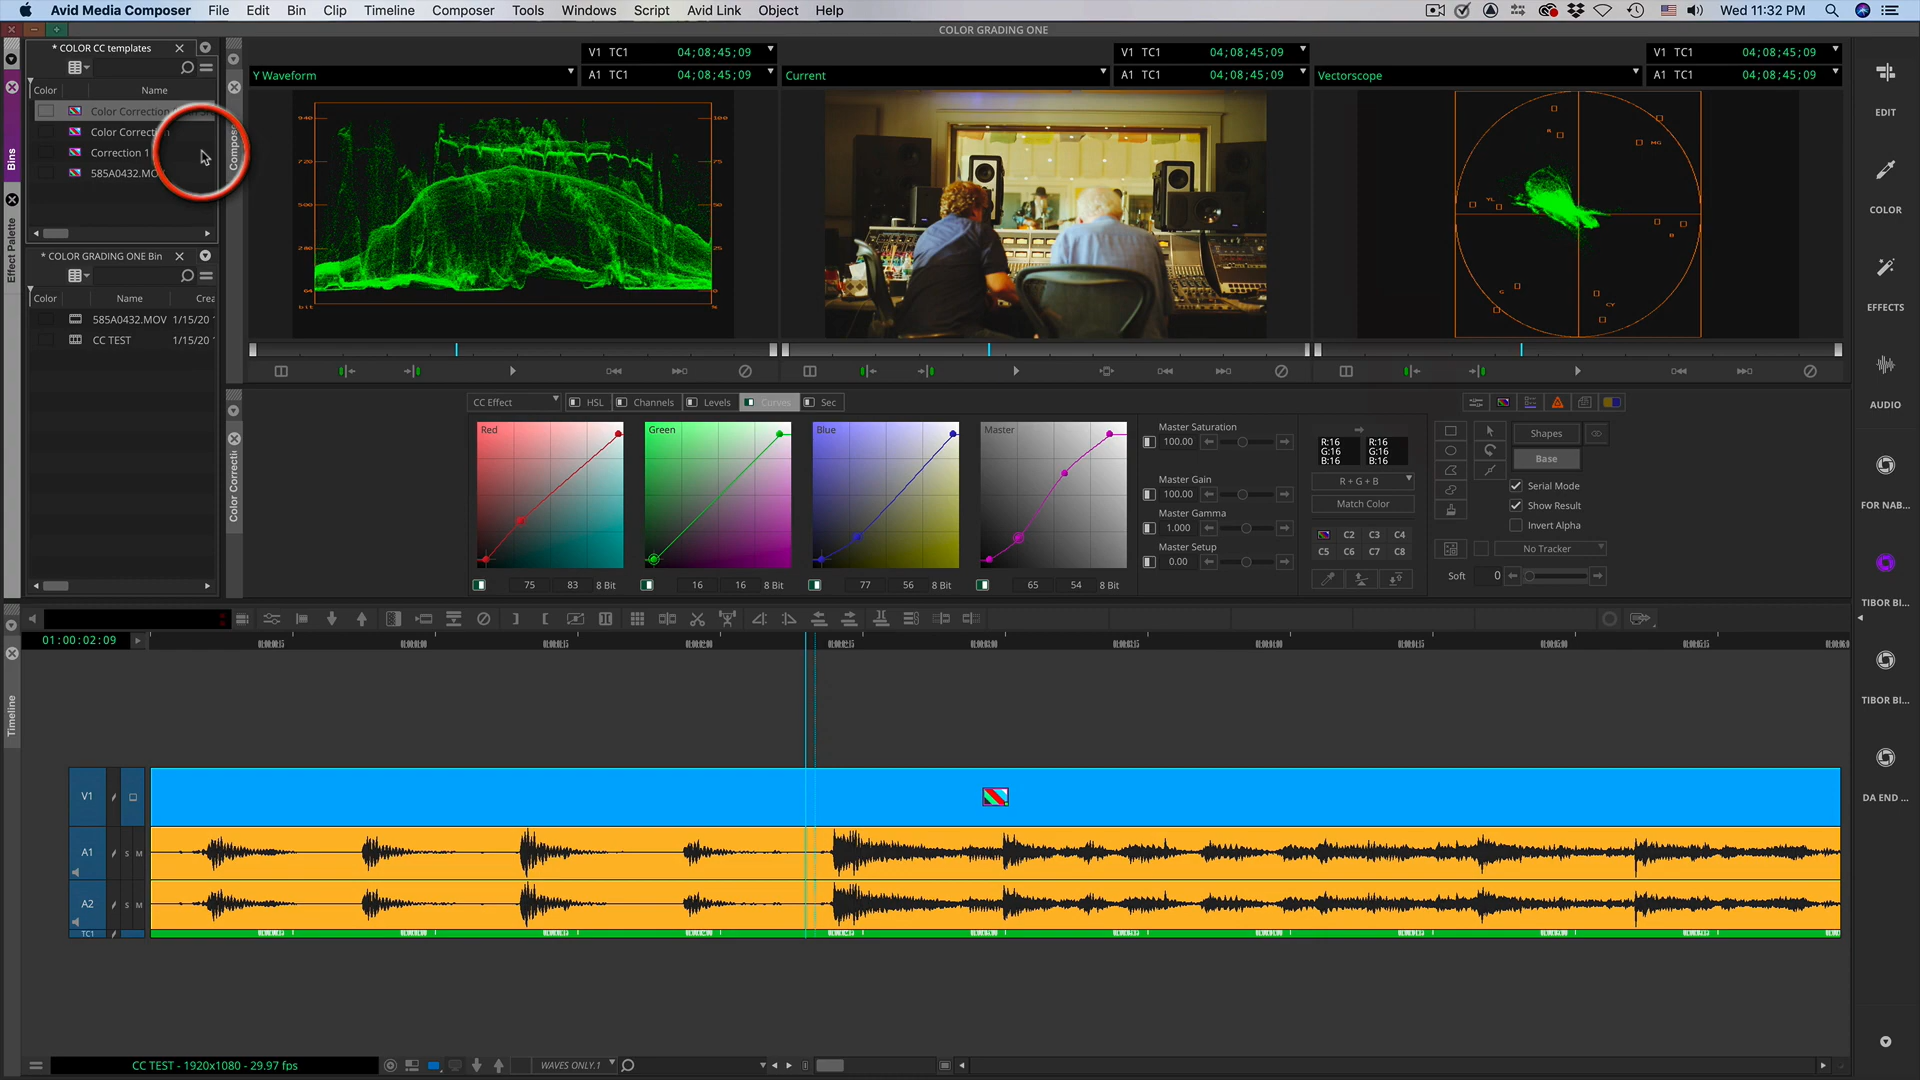 Avid Media Composer File Edit Bin Clip Timeline Composer Tools Windows Script Avid Link Object Help Wed 11:32 PM
COLOR GRADING ONE
* COLOR CC templates
V1 TC1 04;08;45;09
V1 TC1 04;08;45;09
V1 TC1 04;08;45;09
Y Waveform A1 TC1 04;08;45;09
Current A1 TC1 04;08;45;09
Vectorscope A1 TC1 04;08;45;09
Color Name
Color Correction
Color Correction
Correction 1
585A0432.MOV
Bins
Effect Palette
* COLOR GRADING ONE Bin
Color Name Crea
585A0432.MOV 1/15/20
CC TEST 1/15/20
EDIT
COLOR
EFFECTS
AUDIO
FOR NAB...
TIBOR BI...
TIBOR BI...
DA END ...
CC Effect HSL Channels Levels Curves Sec
Red Green Blue Master
Master Saturation
100.00
Master Gain
100.00
Master Gamma
1.000
Master Setup
0.00
R:16 R:16
G:16 G:16
B:16 B:16
R + G + B
Match Color
C2 C3 C4
C5 C6 C7 C8
Shapes
Base
Serial Mode
Show Result
Invert Alpha
No Tracker
Soft 0
75 83 8 Bit 16 16 8 Bit 77 56 8 Bit 65 54 8 Bit
01:00:02:09
Timeline
V1
A1 S M
A2 S M
TC1
CC TEST - 1920x1080 - 29.97 fps WAVES ONLY.1